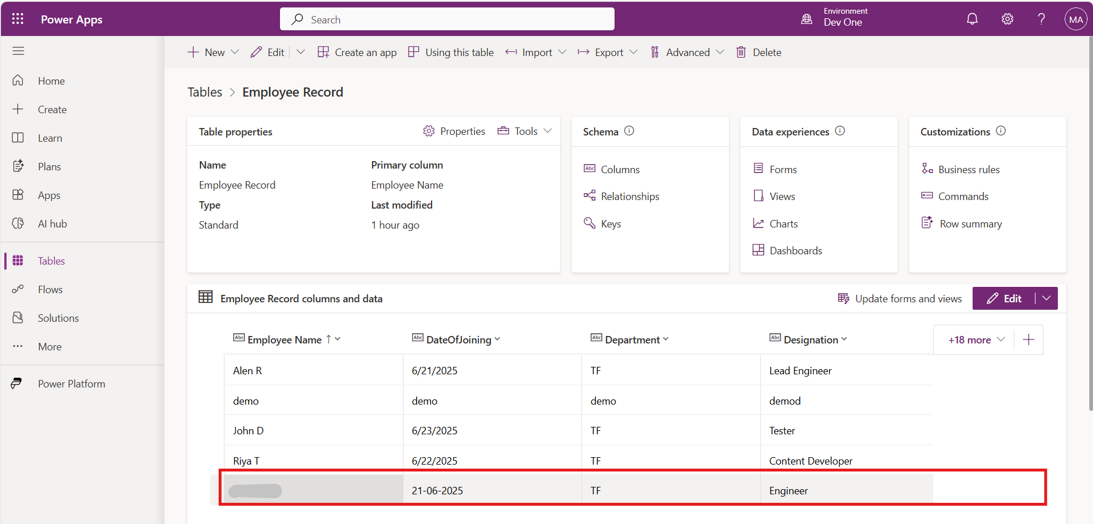 Power Apps
Search
Environment
Dev One
MA
New
Edit
Create an app
Using this table
Import
Export
Advanced
Delete
Home
Create
Learn
Plans
Apps
AI hub
Tables
Flows
Solutions
More
Power Platform
Tables > Employee Record
Table properties
Properties
Tools
Name
Primary column
Employee Record
Employee Name
Type
Last modified
Standard
1 hour ago
Schema
Columns
Relationships
Keys
Data experiences
Forms
Views
Charts
Dashboards
Customizations
Business rules
Commands
Row summary
Employee Record columns and data
Update forms and views
Edit
Abc Employee Name ↑ Abc DateOfJoining Abc Department Abc Designation +18 more
Alen R 6/21/2025 TF Lead Engineer
demo demo demo demod
John D 6/23/2025 TF Tester
Riya T 6/22/2025 TF Content Developer
21-06-2025 TF Engineer